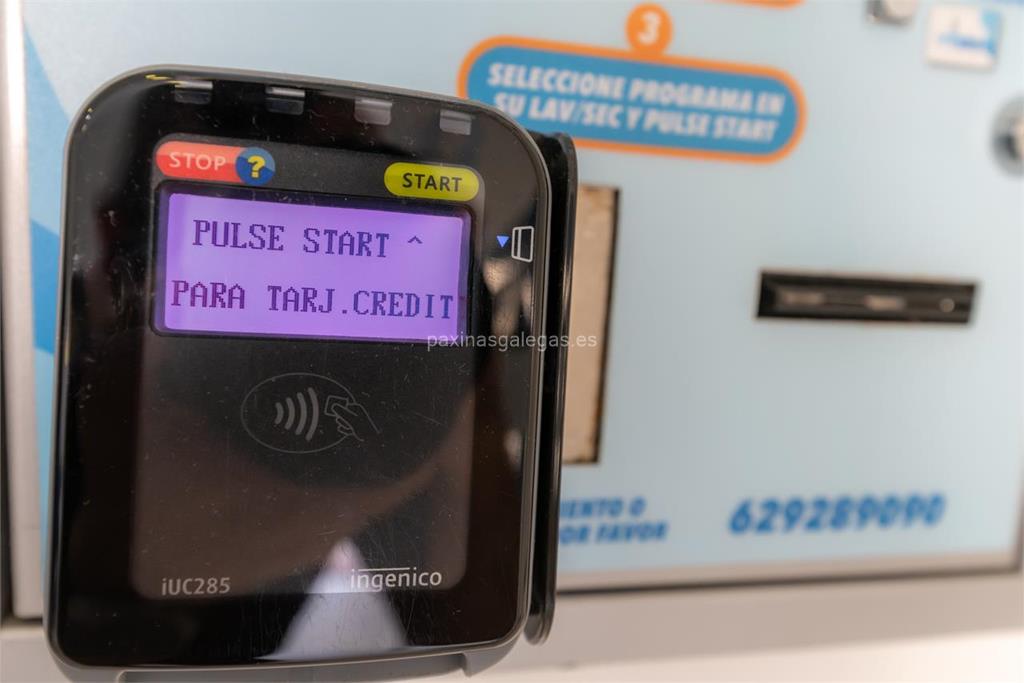 3
SELECCIONE PROGRAMA EN
SU LAV/SEC Y PULSE START
STOP ?
START
PULSE START ^
PARA TARJ.CREDIT
paxinasgalegas.es
IENTO O
OR FAVOR
629289090
iUC285
ingenico